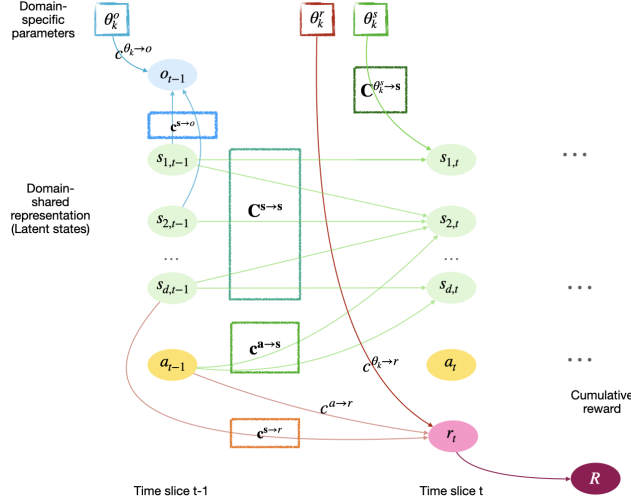 Domain-
specific
parameters
θ_k^o
θ_k^r
θ_k^s
c^{θ_k→o}
o_{t−1}
C^{θ_k^s→s}
c^{s→o}
s_{1,t−1}
s_{1,t}
...
Domain-
shared
representation
(Latent states)
C^{s→s}
s_{2,t−1}
s_{2,t}
...
...
s_{d,t−1}
s_{d,t}
...
c^{a→s}
a_{t−1}
c^{θ_k→r}
a_t
...
c^{a→r}
Cumulative
reward
c^{s→r}
r_t
R
Time slice t-1
Time slice t